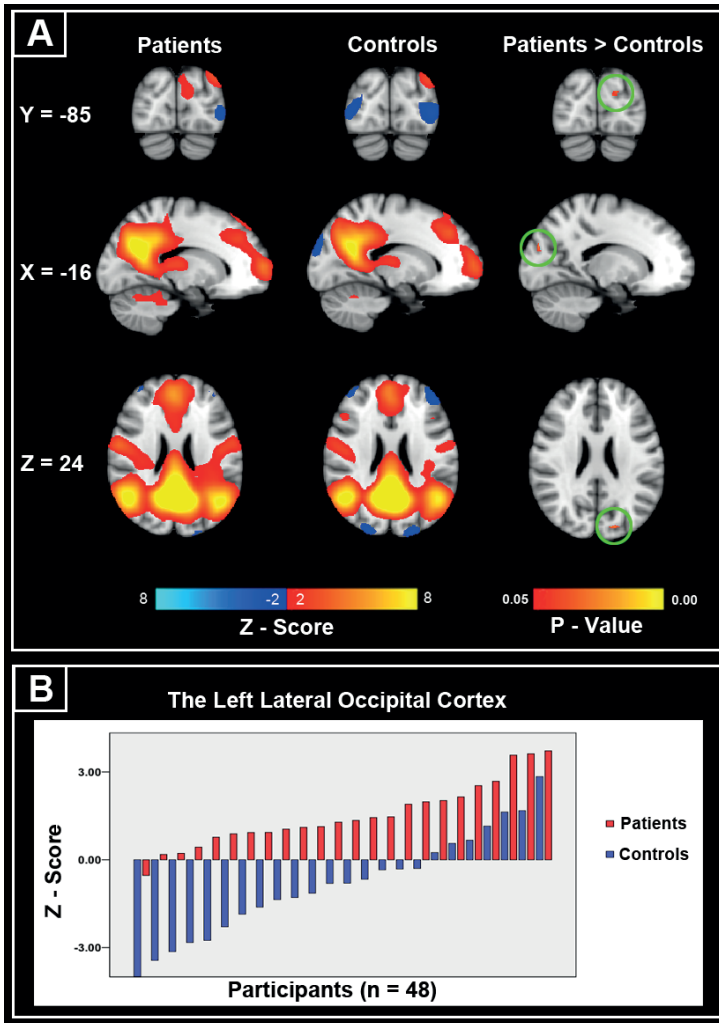 A
Patients Controls Patients > Controls
Y = -85
X = -16
Z = 24
8 -2 2 8
Z - Score
0.05 0.00
P - Value
B
The Left Lateral Occipital Cortex
3.00
0.00
-3.00
Z - Score
Participants (n = 48)
Patients
Controls